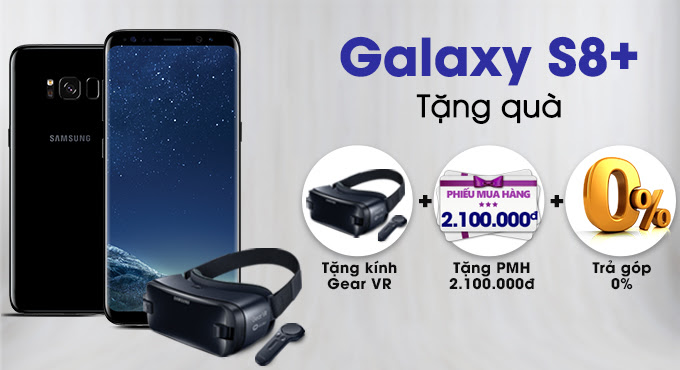 Galaxy S8+
Tặng quà
SAMSUNG
PHIẾU MUA HÀNG
2.100.000đ
0%
+
+
Tặng kính
Gear VR
Tặng PMH
2.100.000đ
Trả góp
0%
SAMSUNG